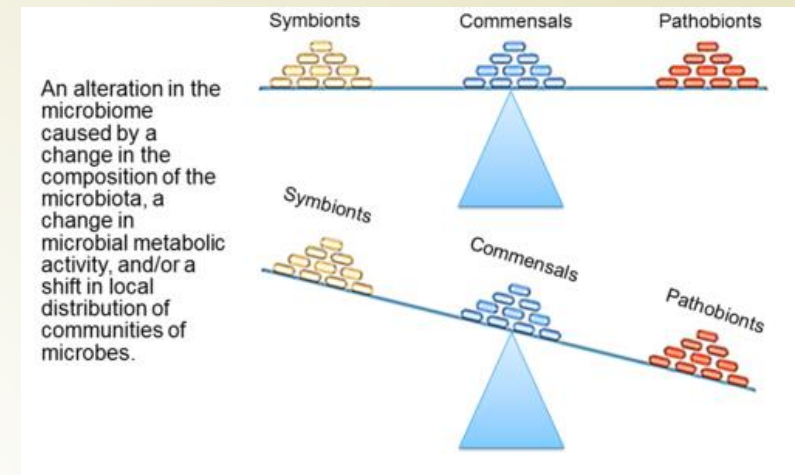 Symbionts Commensals Pathobionts
An alteration in the
microbiome
caused by a
change in the
composition of the
microbiota, a
change in
microbial metabolic
activity, and/or a
shift in local
distribution of
communities of
microbes.
Symbionts
Commensals
Pathobionts